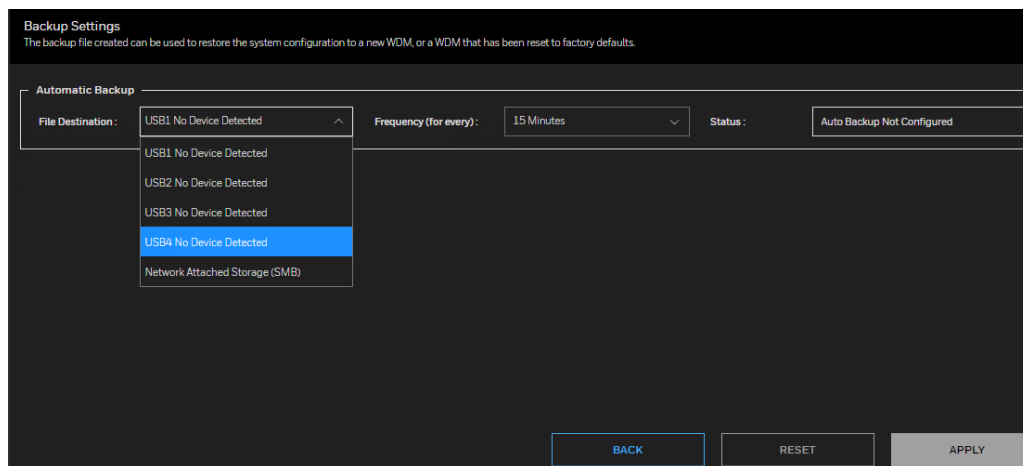 Backup Settings
The backup file created can be used to restore the system configuration to a new WDM, or a WDM that has been reset to factory defaults.
Automatic Backup
File Destination : USB1 No Device Detected Frequency (for every) : 15 Minutes Status : Auto Backup Not Configured
USB1 No Device Detected
USB2 No Device Detected
USB3 No Device Detected
USB4 No Device Detected
Network Attached Storage (SMB)
BACK RESET APPLY